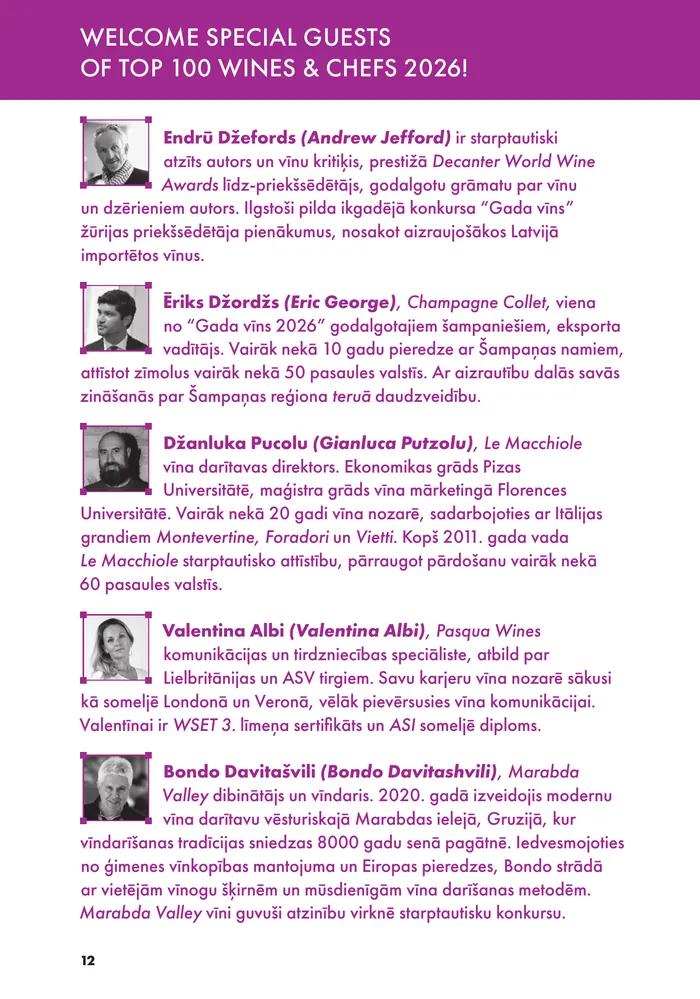 WELCOME SPECIAL GUESTS
OF TOP 100 WINES & CHEFS 2026!
Endrū Džefords (Andrew Jefford) ir starptautiski
atzīts autors un vīnu kritiķis, prestižā Decanter World Wine
Awards līdz-priekšsēdētājs, godalgotu grāmatu par vīnu
un dzērieniem autors. Ilgstoši pilda ikgadējā konkursa “Gada vīns”
žūrijas priekšsēdētāja pienākumus, nosakot aizraujošākos Latvijā
importētos vīnus.
Ēriks Džordžs (Eric George), Champagne Collet, viena
no “Gada vīns 2026” godalgotajiem šampaniešiem, eksporta
vadītājs. Vairāk nekā 10 gadu pieredze ar Šampaņas namiem,
attīstot zīmolus vairāk nekā 50 pasaules valstīs. Ar aizrautību dalās savās
zināšanās par Šampaņas reģiona teruā daudzveidību.
Džanluka Pucolu (Gianluca Putzolu), Le Macchiole
vīna darītavas direktors. Ekonomikas grāds Pizas
Universitātē, maģistra grāds vīna mārketingā Florences
Universitātē. Vairāk nekā 20 gadi vīna nozarē, sadarbojoties ar Itālijas
grandiem Montevertine, Foradori un Vietti. Kopš 2011. gada vada
Le Macchiole starptautisko attīstību, pārraugot pārdošanu vairāk nekā
60 pasaules valstīs.
Valentina Albi (Valentina Albi), Pasqua Wines
komunikācijas un tirdzniecības speciāliste, atbild par
Lielbritānijas un ASV tirgiem. Savu karjeru vīna nozarē sākusi
kā someljē Londonā un Veronā, vēlāk pievērsusies vīna komunikācijai.
Valentīnai ir WSET 3. līmeņa sertifikāts un ASI someljē diploms.
Bondo Davitašvili (Bondo Davitashvili), Marabda
Valley dibinātājs un vīndaris. 2020. gadā izveidojis modernu
vīna darītavu vēsturiskajā Marabdas ielejā, Gruzijā, kur
vīndarīšanas tradīcijas sniedzas 8000 gadu senā pagātnē. Iedvesmojoties
no ģimenes vīnkopības mantojuma un Eiropas pieredzes, Bondo strādā
ar vietējām vīnogu šķirnēm un mūsdienīgām vīna darīšanas metodēm.
Marabda Valley vīni guvuši atzinību virknē starptautisku konkursu.
12